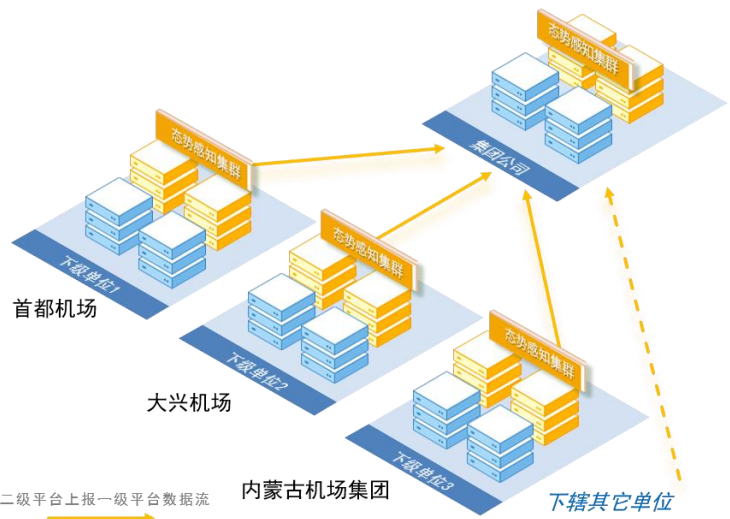 态势感知集群
集团公司
态势感知集群
下级单位1
首都机场
态势感知集群
下级单位2
大兴机场
态势感知集群
下级单位3
内蒙古机场集团
下辖其它单位
二级平台上报一级平台数据流